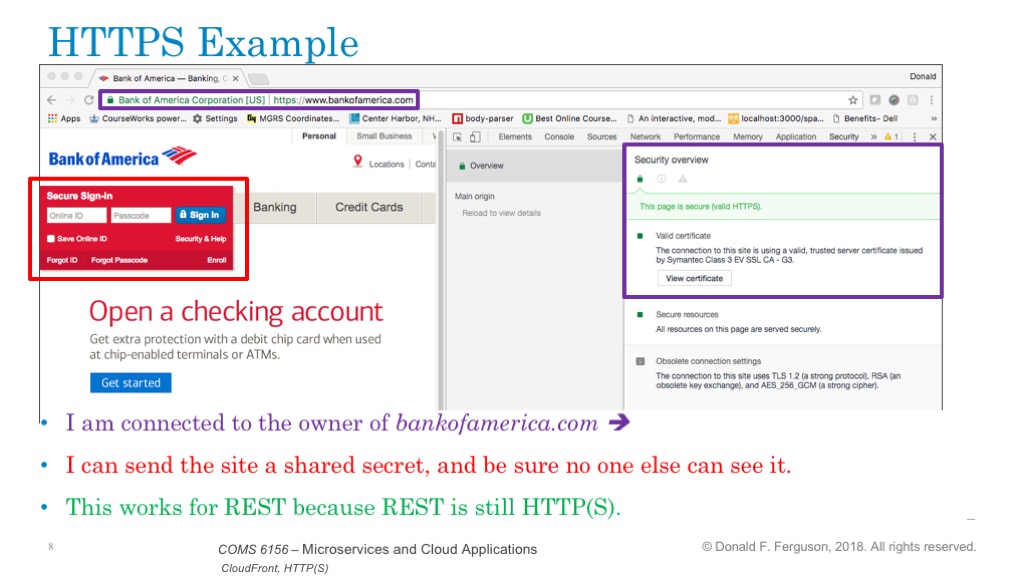 HTTPS Example
Bank of America — Banking, C
Donald
Bank of America Corporation [US] | https://www.bankofamerica.com
Apps CourseWorks power... Settings MGRS Coordinates... Center Harbor, NH... body-parser Best Online Course... An interactive, mod... localhost:3000/spa... Benefits- Dell »
Personal Small Business
Elements Console Sources Network Performance Memory Application Security » 1
Bank of America
Locations Conta
Overview
Security overview
Main origin
Reload to view details
This page is secure (valid HTTPS).
Secure Sign-in
Online ID Passcode Sign In
Save Online ID Security & Help
Forgot ID Forgot Passcode Enroll
Banking Credit Cards
Valid certificate
The connection to this site is using a valid, trusted server certificate issued
by Symantec Class 3 EV SSL CA - G3.
View certificate
Open a checking account
Get extra protection with a debit chip card when used
at chip-enabled terminals or ATMs.
Get started
Secure resources
All resources on this page are served securely.
Obsolete connection settings
The connection to this site uses TLS 1.2 (a strong protocol), RSA (an
obsolete key exchange), and AES_256_GCM (a strong cipher).
• I am connected to the owner of bankofamerica.com ➔
• I can send the site a shared secret, and be sure no one else can see it.
• This works for REST because REST is still HTTP(S).
8
COMS 6156 – Microservices and Cloud Applications
CloudFront, HTTP(S)
© Donald F. Ferguson, 2018. All rights reserved.